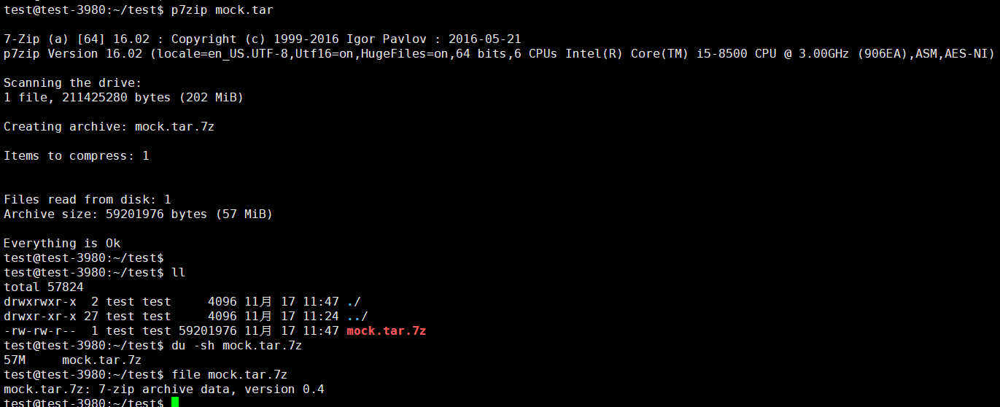 test@test-3980:~/test$ p7zip mock.tar
7-Zip (a) [64] 16.02 : Copyright (c) 1999-2016 Igor Pavlov : 2016-05-21
p7zip Version 16.02 (locale=en_US.UTF-8,Utf16=on,HugeFiles=on,64 bits,6 CPUs Intel(R) Core(TM) i5-8500 CPU @ 3.00GHz (906EA),ASM,AES-NI)
Scanning the drive:
1 file, 211425280 bytes (202 MiB)
Creating archive: mock.tar.7z
Items to compress: 1
Files read from disk: 1
Archive size: 59201976 bytes (57 MiB)
Everything is Ok
test@test-3980:~/test$
test@test-3980:~/test$ ll
total 57824
drwxrwxr-x  2 test test     4096 11月 17 11:47 ./
drwxr-xr-x 27 test test     4096 11月 17 11:24 ../
-rw-rw-r--  1 test test 59201976 11月 17 11:47 mock.tar.7z
test@test-3980:~/test$ du -sh mock.tar.7z
57M     mock.tar.7z
test@test-3980:~/test$ file mock.tar.7z
mock.tar.7z: 7-zip archive data, version 0.4
test@test-3980:~/test$